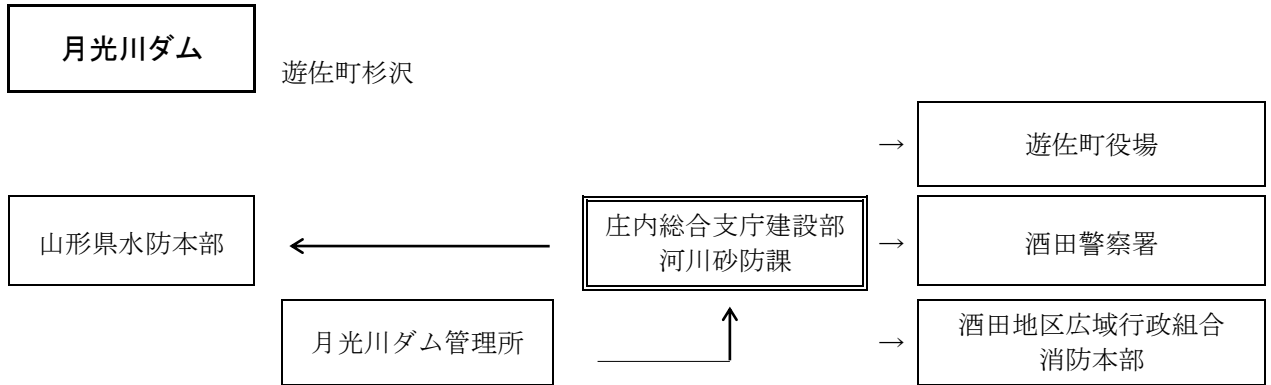 月光川ダム
遊佐町杉沢
→ 遊佐町役場
山形県水防本部
庄内総合支庁建設部
河川砂防課
→ 酒田警察署
月光川ダム管理所
→ 酒田地区広域行政組合
消防本部